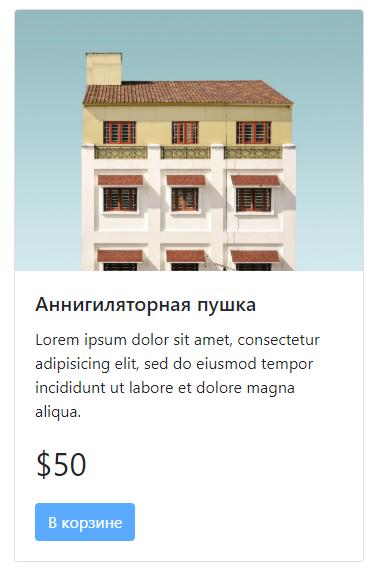 Аннигиляторная пушка
Lorem ipsum dolor sit amet, consectetur
adipisicing elit, sed do eiusmod tempor
incididunt ut labore et dolore magna
aliqua.
$50
В корзине